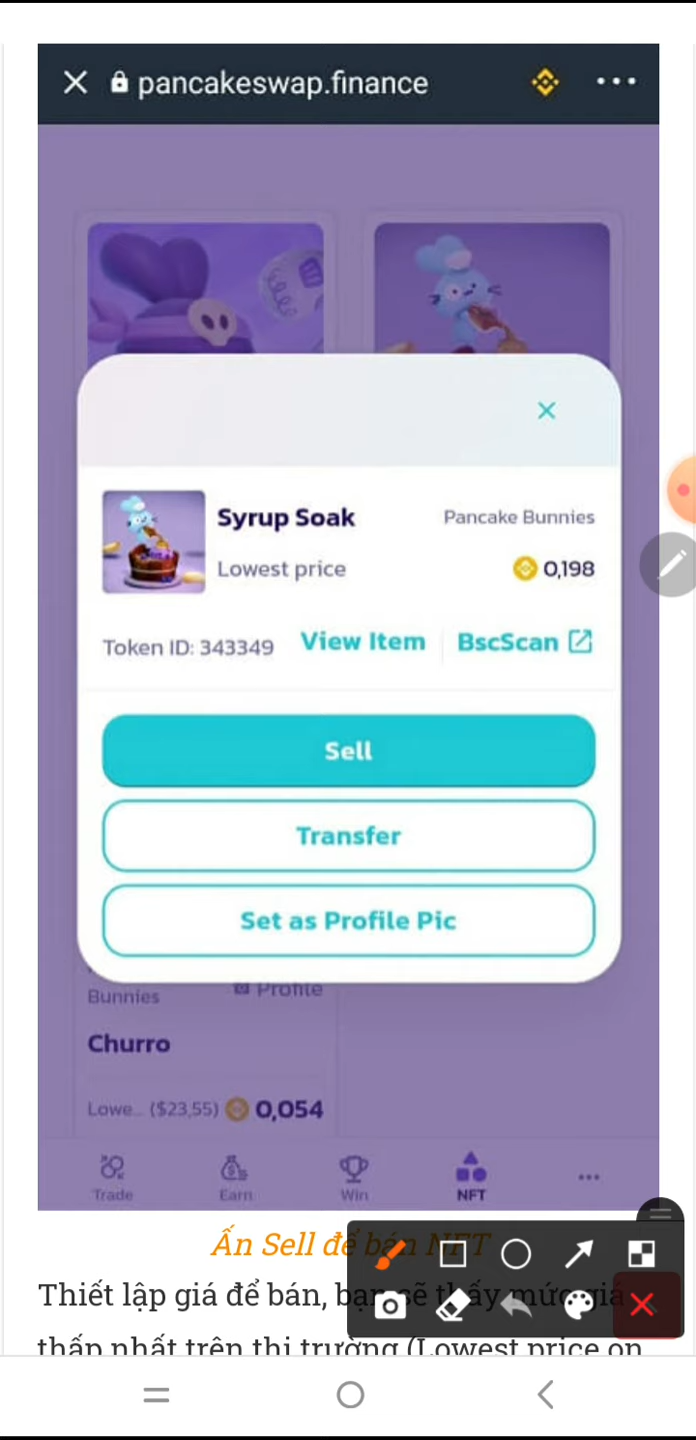 pancakeswap.finance
Syrup Soak
Pancake Bunnies
Lowest price
0,198
Token ID: 343349
View Item
BscScan
Sell
Transfer
Set as Profile Pic
Bunnies
Profile
Churro
Lowe... ($23,55) 0,054
Trade Earn Win NFT
Ấn Sell để bán NFT
Thiết lập giá để bán, bạn sẽ thấy mức giá
thấp nhất trên thị trường (Lowest price on